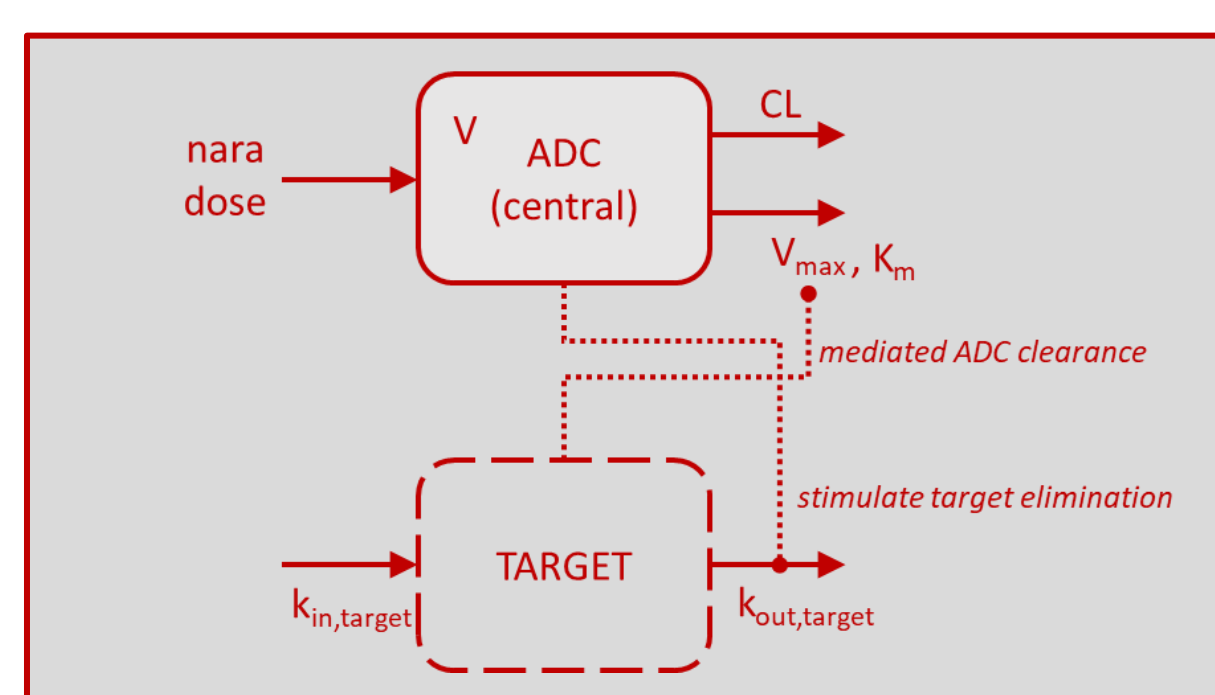 nara
dose
V
ADC
(central)
CL
Vmax, Km
mediated ADC clearance
stimulate target elimination
TARGET
kin,target
kout,target